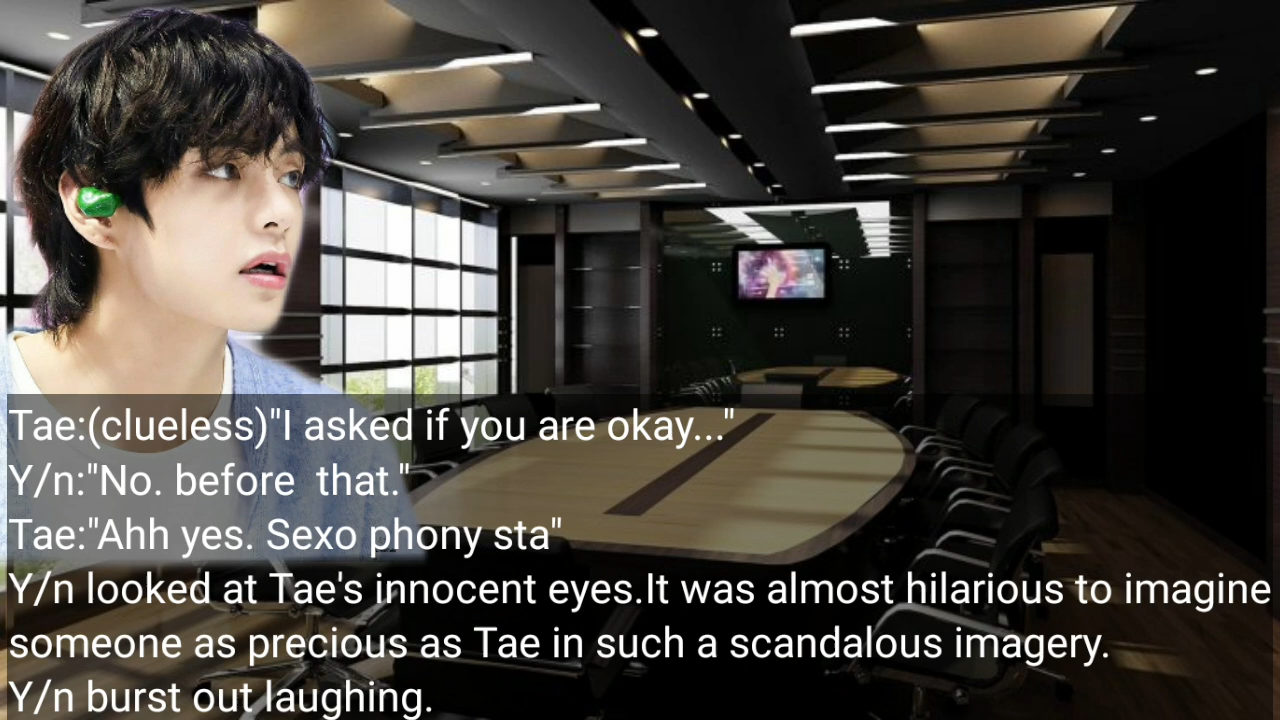 Tae:(clueless)"I asked if you are okay..."
Y/n:"No. before  that."
Tae:"Ahh yes. Sexo phony sta"
Y/n looked at Tae's innocent eyes.It was almost hilarious to imagine
someone as precious as Tae in such a scandalous imagery.
Y/n burst out laughing.